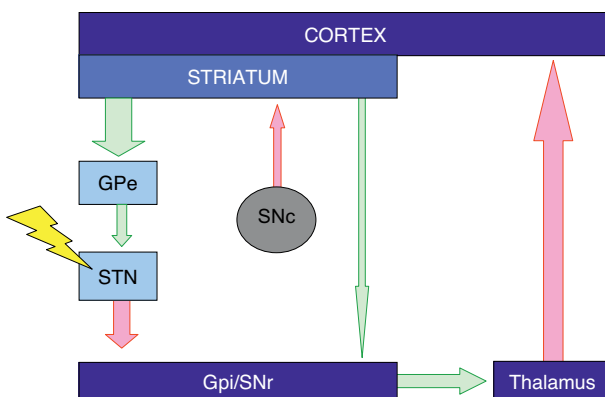 CORTEX
STRIATUM
GPe
SNc
STN
Gpi/SNr
Thalamus